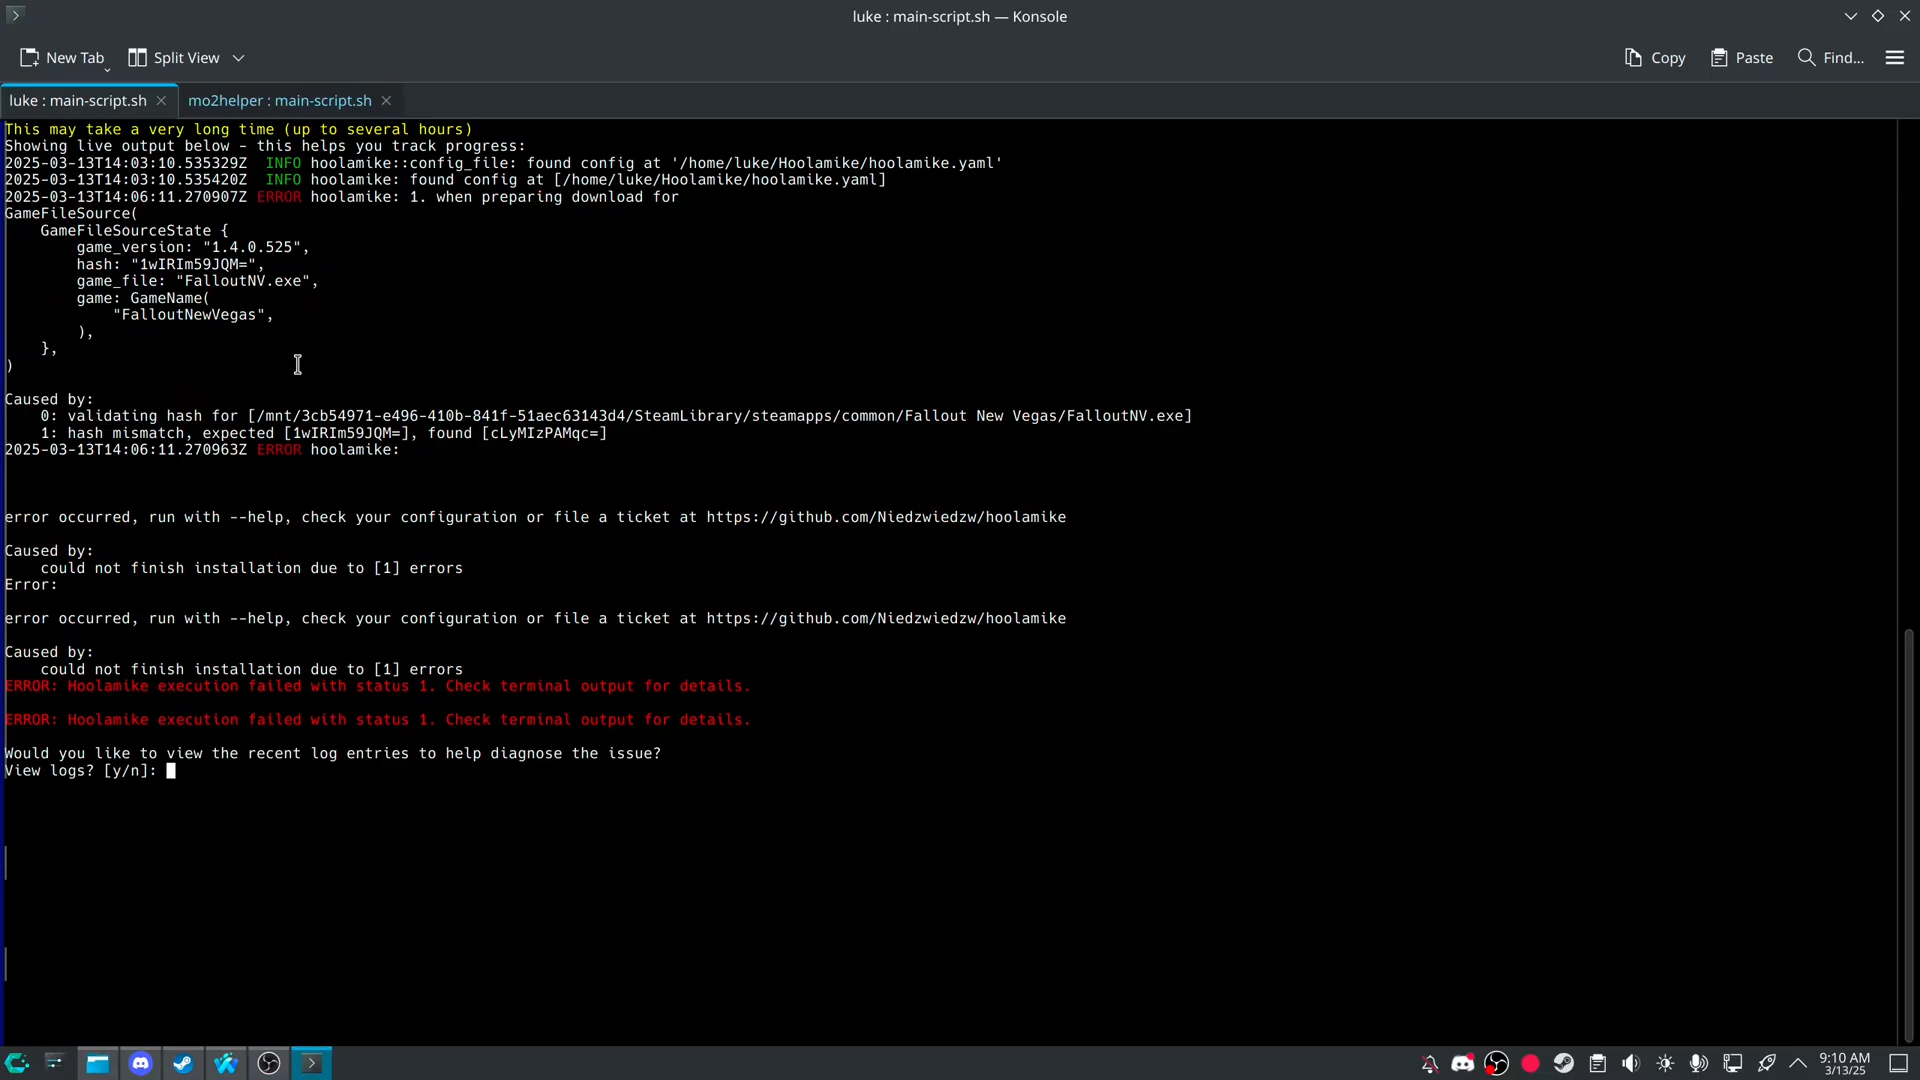 luke : main-script.sh — Konsole
New Tab
Split View
Copy
Paste
Find...
luke : main-script.sh
mo2helper : main-script.sh
This may take a very long time (up to several hours)
Showing live output below - this helps you track progress:
2025-03-13T14:03:10.535329Z  INFO hoolamike::config_file: found config at '/home/luke/Hoolamike/hoolamike.yaml'
2025-03-13T14:03:10.535420Z  INFO hoolamike: found config at [/home/luke/Hoolamike/hoolamike.yaml]
2025-03-13T14:06:11.270907Z ERROR hoolamike: 1. when preparing download for
GameFileSource(
    GameFileSourceState {
        game_version: "1.4.0.525",
        hash: "1wIRIm59JQM=",
        game_file: "FalloutNV.exe",
        game: GameName(
            "FalloutNewVegas",
        ),
    },
)
Caused by:
    0: validating hash for [/mnt/3cb54971-e496-410b-841f-51aec63143d4/SteamLibrary/steamapps/common/Fallout New Vegas/FalloutNV.exe]
    1: hash mismatch, expected [1wIRIm59JQM=], found [cLyMIzPAMqc=]
2025-03-13T14:06:11.270963Z ERROR hoolamike:
error occurred, run with --help, check your configuration or file a ticket at https://github.com/Niedzwiedzw/hoolamike
Caused by:
    could not finish installation due to [1] errors
Error:
error occurred, run with --help, check your configuration or file a ticket at https://github.com/Niedzwiedzw/hoolamike
Caused by:
    could not finish installation due to [1] errors
ERROR: Hoolamike execution failed with status 1. Check terminal output for details.
ERROR: Hoolamike execution failed with status 1. Check terminal output for details.
Would you like to view the recent log entries to help diagnose the issue?
View logs? [y/n]:
9:10 AM
3/13/25